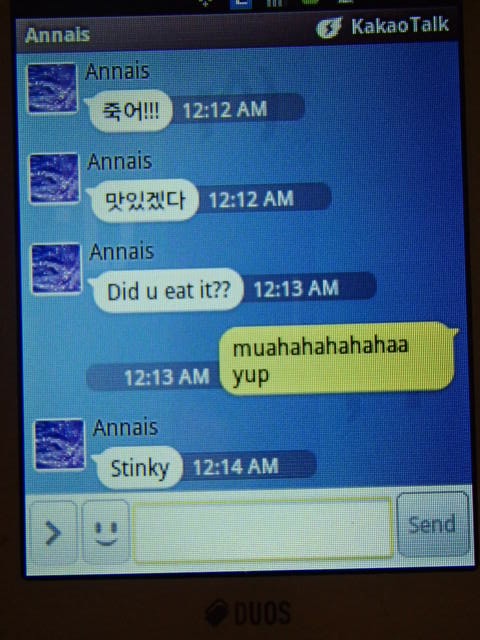 Annais
KakaoTalk
Annais
죽어!!!
12:12 AM
Annais
맛있겠다
12:12 AM
Annais
Did u eat it??
12:13 AM
muahahahahahaa
yup
12:13 AM
Annais
Stinky
12:14 AM
Send
DUOS